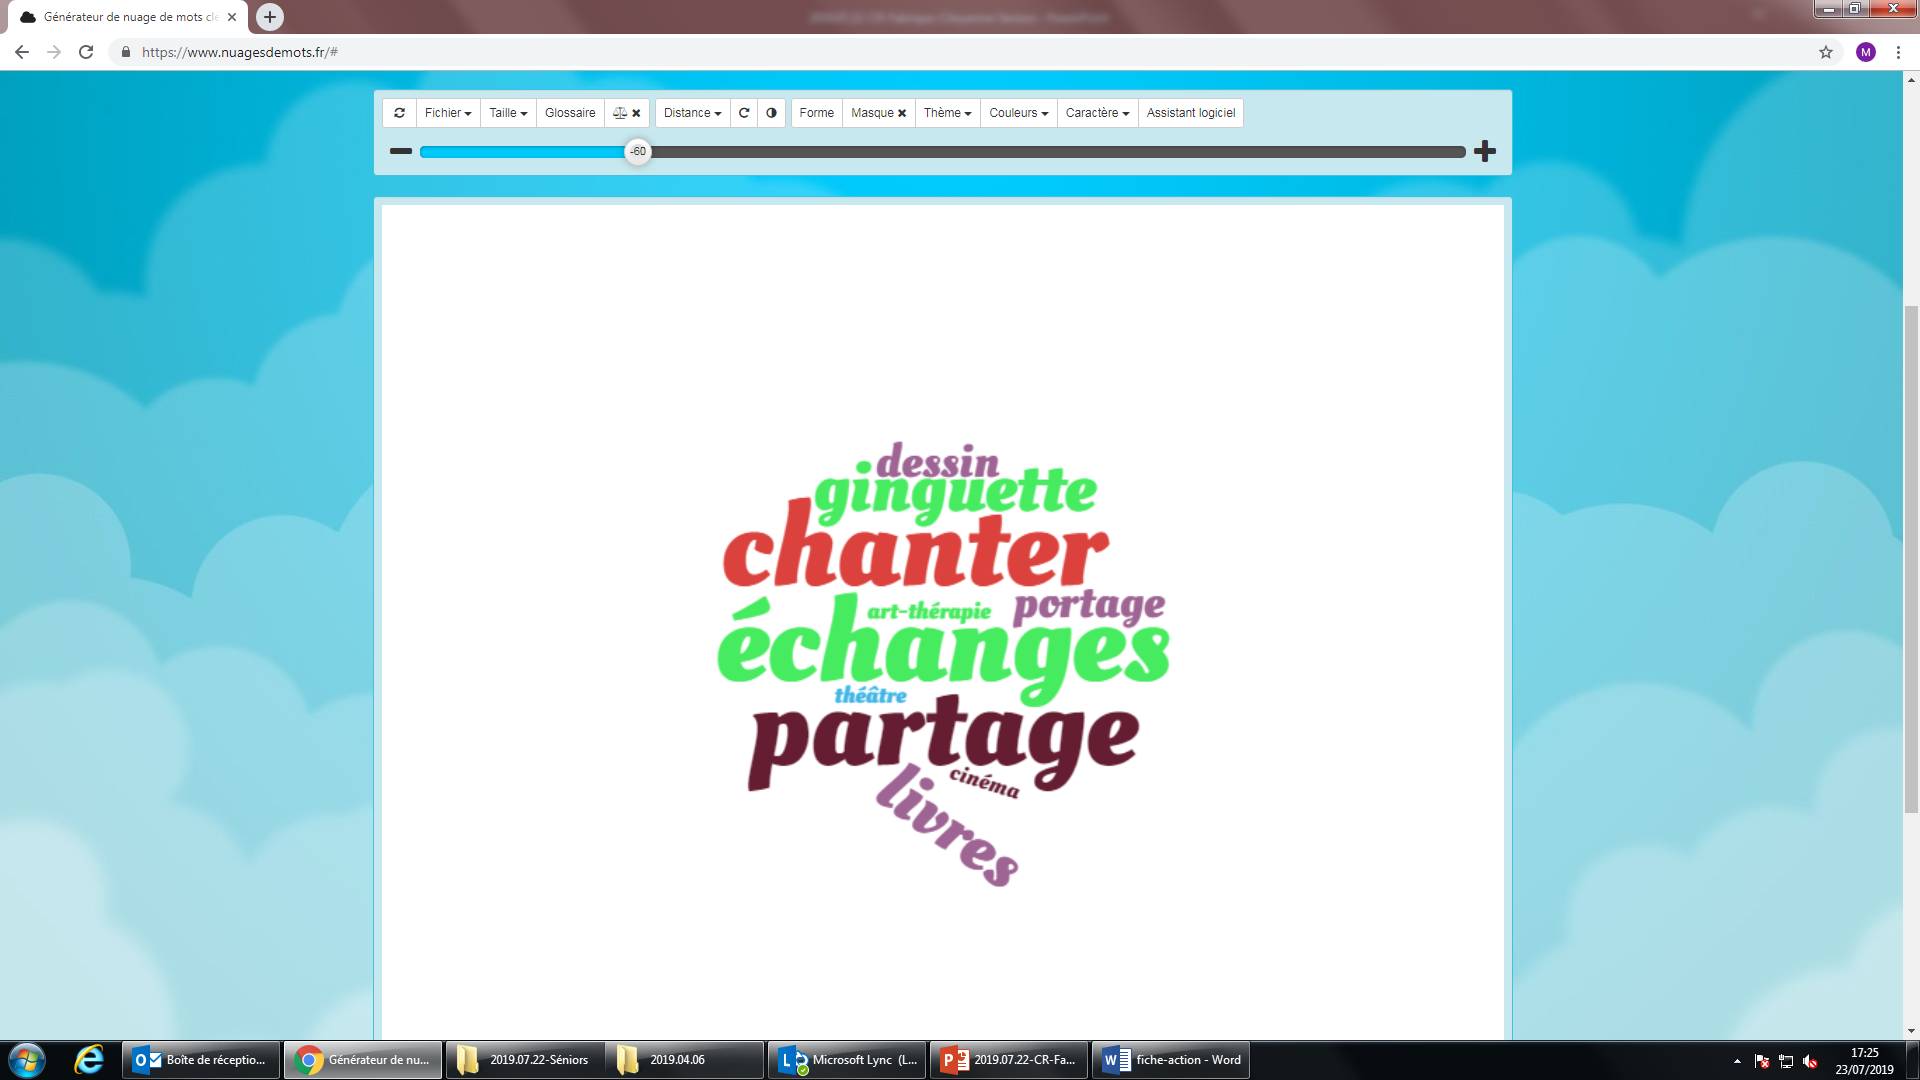 Générateur de nuage de mots cle
https://www.nuagesdemots.fr/#
M
Fichier
Taille
Glossaire
Distance
Forme
Masque
Thème
Couleurs
Caractère
Assistant logiciel
-60
dessin
ginguette
chanter
art-thérapie
portage
échanges
théâtre
partage
cinéma
livres
Boîte de réceptio...
Générateur de nu...
2019.07.22-Séniors
2019.04.06
Microsoft Lync (L...
2019.07.22-CR-Fa...
fiche-action - Word
17:25
23/07/2019